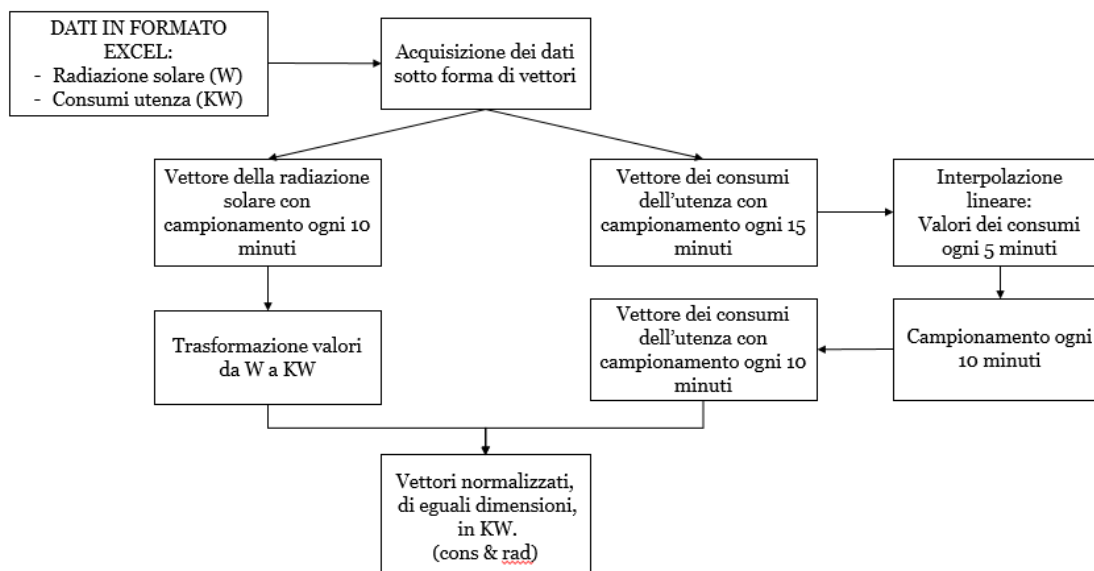 DATI IN FORMATO
EXCEL:
- Radiazione solare (W)
- Consumi utenza (KW)
Acquisizione dei dati
sotto forma di vettori
Vettore della radiazione
solare con
campionamento ogni 10
minuti
Vettore dei consumi
dell'utenza con
campionamento ogni 15
minuti
Interpolazione
lineare:
Valori dei consumi
ogni 5 minuti
Trasformazione valori
da W a KW
Vettore dei consumi
dell'utenza con
campionamento ogni 10
minuti
Campionamento ogni
10 minuti
Vettori normalizzati,
di eguali dimensioni,
in KW.
(cons & rad)